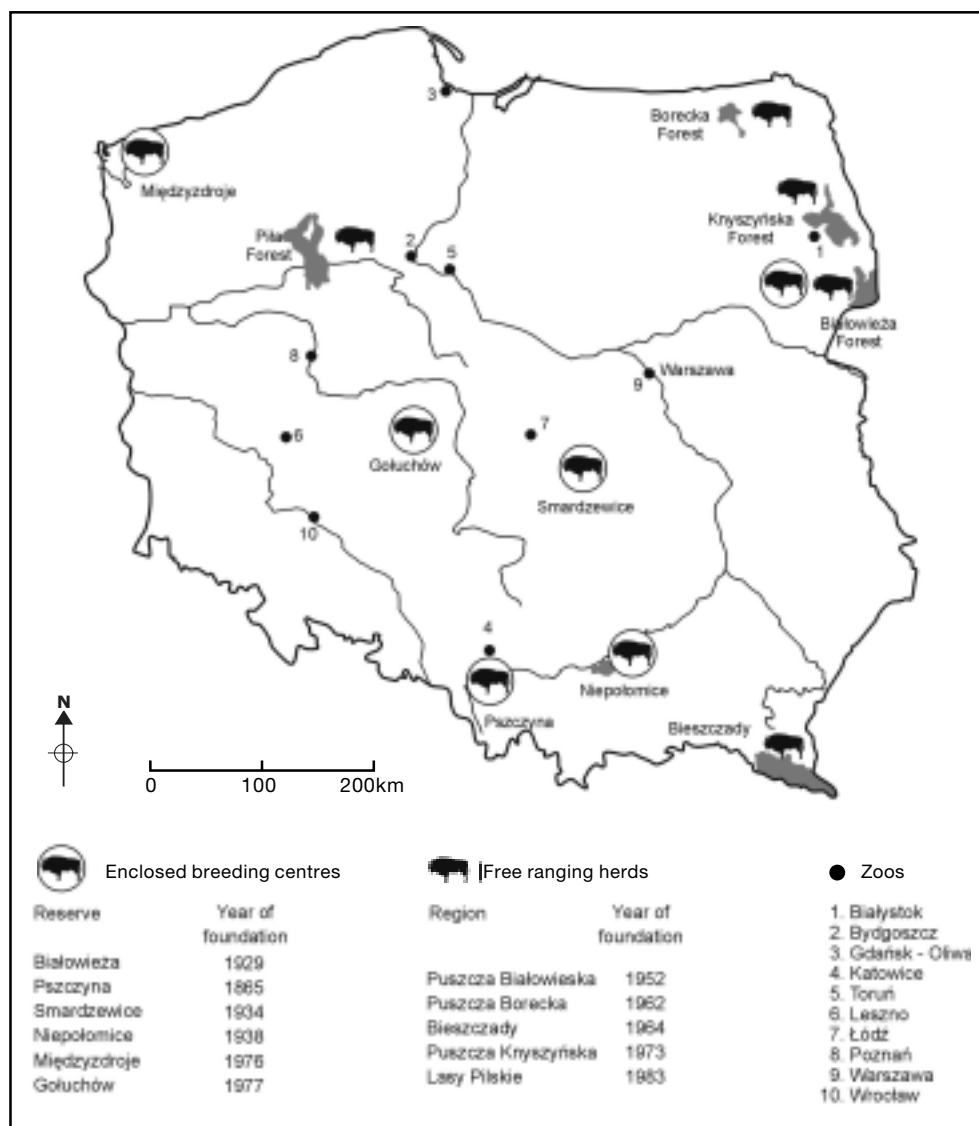 3
Borecka
Forest
Międzyzdroje
Knyszyńska
Forest
1
Piła
Forest
2
5
Białowieża
Forest
8
9
Warszawa
6
Gołuchów
7
Smardzewice
10
4
Niepołomice
Pszczyna
Bieszczady
N
0 100 200km
Enclosed breeding centres
Reserve Year of
foundation
Białowieża 1929
Pszczyna 1865
Smardzewice 1934
Niepołomice 1938
Międzyzdroje 1976
Gołuchów 1977
Free ranging herds
Region Year of
foundation
Puszcza Białowieska 1952
Puszcza Borecka 1962
Bieszczady 1964
Puszcza Knyszyńska 1973
Lasy Pilskie 1983
Zoos
1. Białystok
2. Bydgoszcz
3. Gdańsk - Oliwa
4. Katowice
5. Toruń
6. Leszno
7. Łódź
8. Poznań
9. Warszawa
10. Wrocław